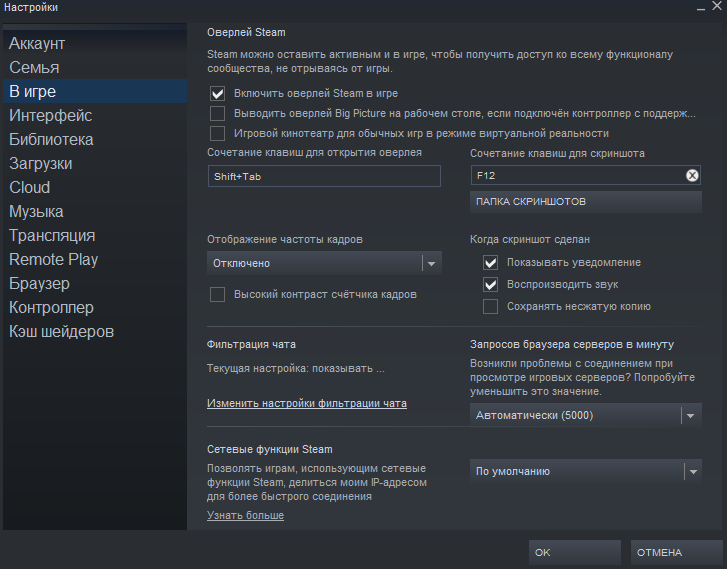 Настройки
Аккаунт
Семья
В игре
Интерфейс
Библиотека
Загрузки
Cloud
Музыка
Трансляция
Remote Play
Браузер
Контроллер
Кэш шейдеров
Оверлей Steam
Steam можно оставить активным и в игре, чтобы получить доступ ко всему функционалу
сообщества, не отрываясь от игры.
Включить оверлей Steam в игре
Выводить оверлей Big Picture на рабочем столе, если подключён контроллер с поддерж...
Игровой кинотеатр для обычных игр в режиме виртуальной реальности
Сочетание клавиш для открытия оверлея
Shift+Tab
Сочетание клавиш для скриншота
F12
ПАПКА СКРИНШОТОВ
Отображение частоты кадров
Отключено
Высокий контраст счётчика кадров
Когда скриншот сделан
Показывать уведомление
Воспроизводить звук
Сохранять несжатую копию
Фильтрация чата
Текущая настройка: показывать ...
Изменить настройки фильтрации чата
Запросов браузера серверов в минуту
Возникли проблемы с соединением при
просмотре игровых серверов? Попробуйте
уменьшить это значение.
Автоматически (5000)
Сетевые функции Steam
Позволять играм, использующим сетевые
функции Steam, делиться моим IP-адресом
для более быстрого соединения
Узнать больше
По умолчанию
OK
ОТМЕНА